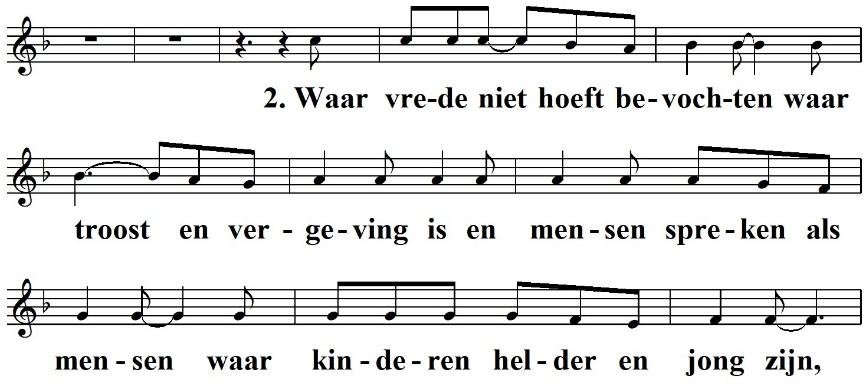 2. Waar vre-de niet hoeft be-voch-ten waar
troost en ver-ge-ving is en men-sen spre-ken als
men-sen waar kin-de-ren hel-der en jong zijn,